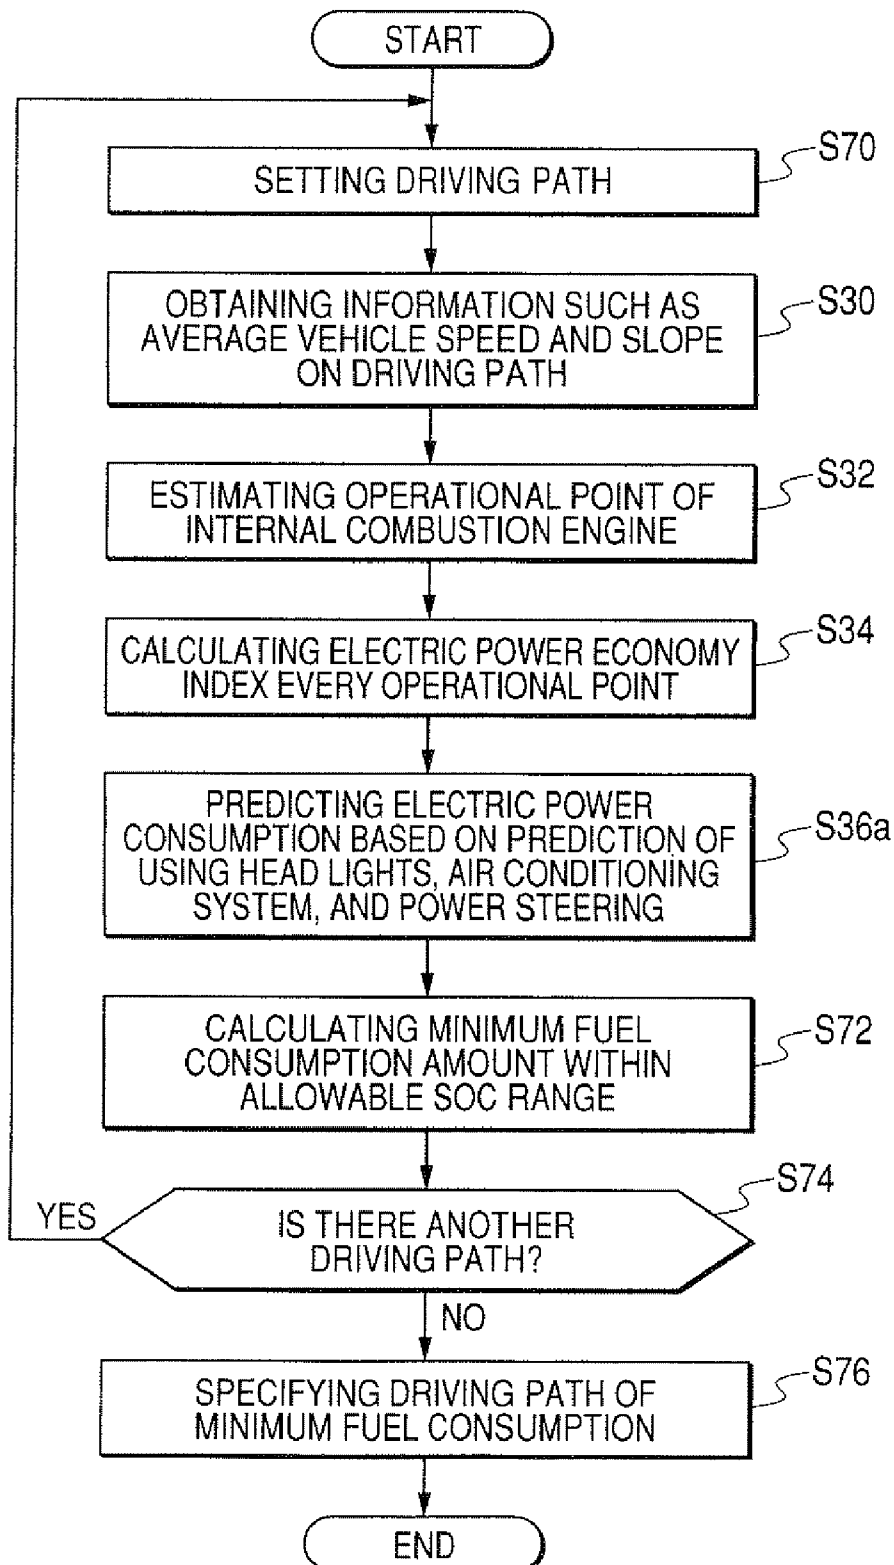 START
S70
SETTING DRIVING PATH
S30
OBTAINING INFORMATION SUCH AS
AVERAGE VEHICLE SPEED AND SLOPE
ON DRIVING PATH
S32
ESTIMATING OPERATIONAL POINT OF
INTERNAL COMBUSTION ENGINE
S34
CALCULATING ELECTRIC POWER ECONOMY
INDEX EVERY OPERATIONAL POINT
S36a
PREDICTING ELECTRIC POWER
CONSUMPTION BASED ON PREDICTION OF
USING HEAD LIGHTS, AIR CONDITIONING
SYSTEM, AND POWER STEERING
S72
CALCULATING MINIMUM FUEL
CONSUMPTION AMOUNT WITHIN
ALLOWABLE SOC RANGE
S74
YES
IS THERE ANOTHER
DRIVING PATH?
NO
S76
SPECIFYING DRIVING PATH OF
MINIMUM FUEL CONSUMPTION
END